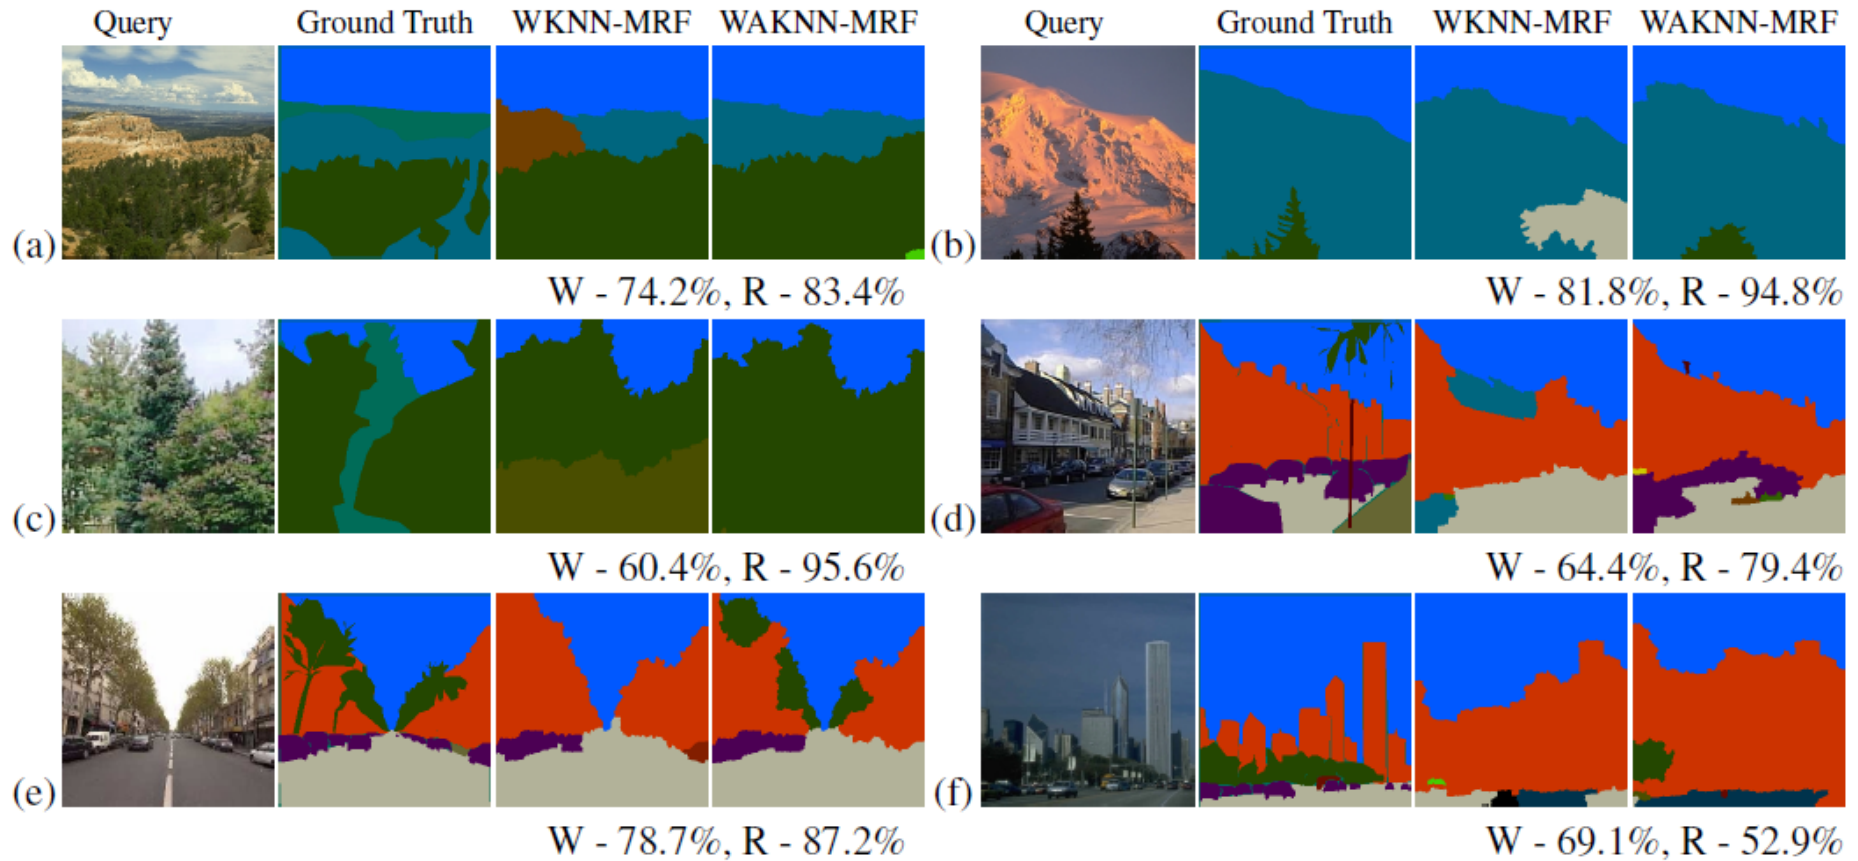 Query Ground Truth WKNN-MRF WAKNN-MRF Query Ground Truth WKNN-MRF WAKNN-MRF
(a) (b)
W - 74.2%, R - 83.4% W - 81.8%, R - 94.8%
(c) (d)
W - 60.4%, R - 95.6% W - 64.4%, R - 79.4%
(e) (f)
W - 78.7%, R - 87.2% W - 69.1%, R - 52.9%